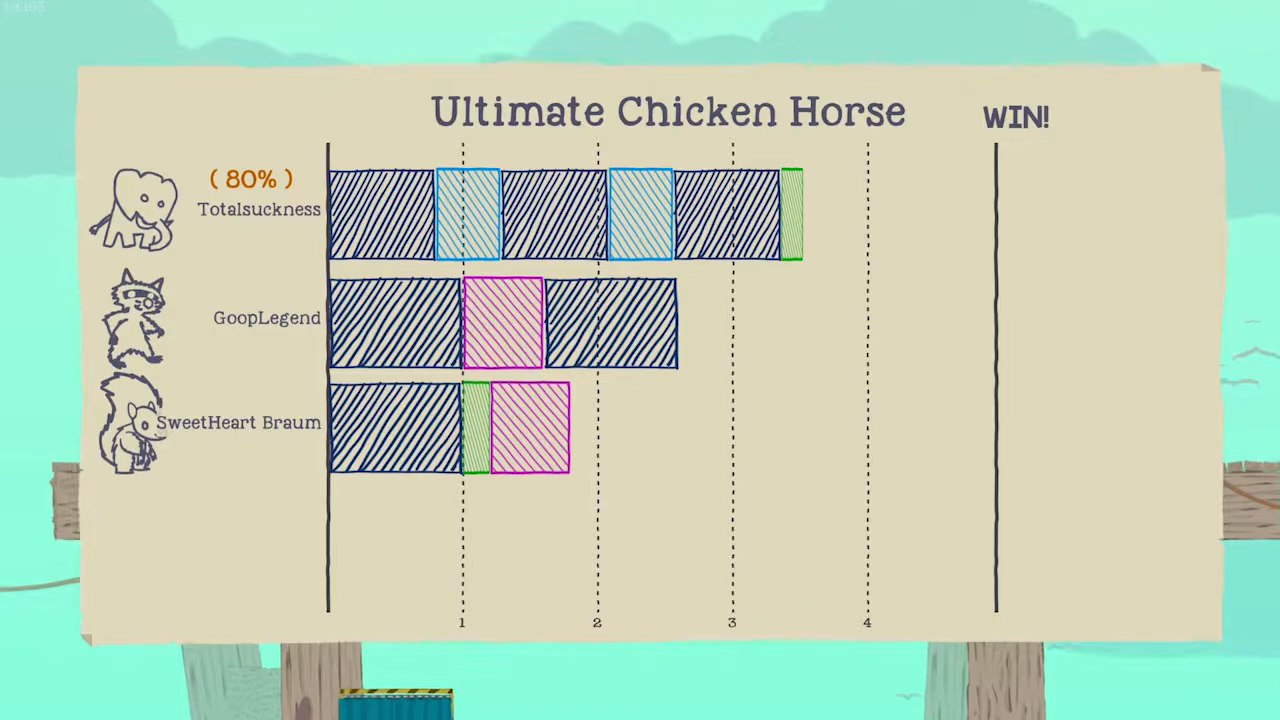 Ultimate Chicken Horse
WIN!
( 80% )
Totalsuckness
GoopLegend
SweetHeart Braum
1 2 3 4